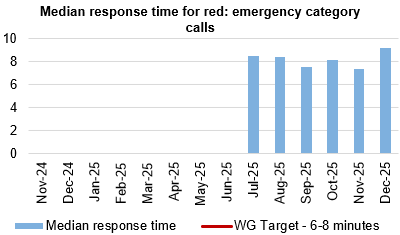 Median response time for red: emergency category
calls
10
8
6
4
2
0
Nov-24
Dec-24
Jan-25
Feb-25
Mar-25
Apr-25
May-25
Jun-25
Jul-25
Aug-25
Sep-25
Oct-25
Nov-25
Dec-25
Median response time
WG Target - 6-8 minutes